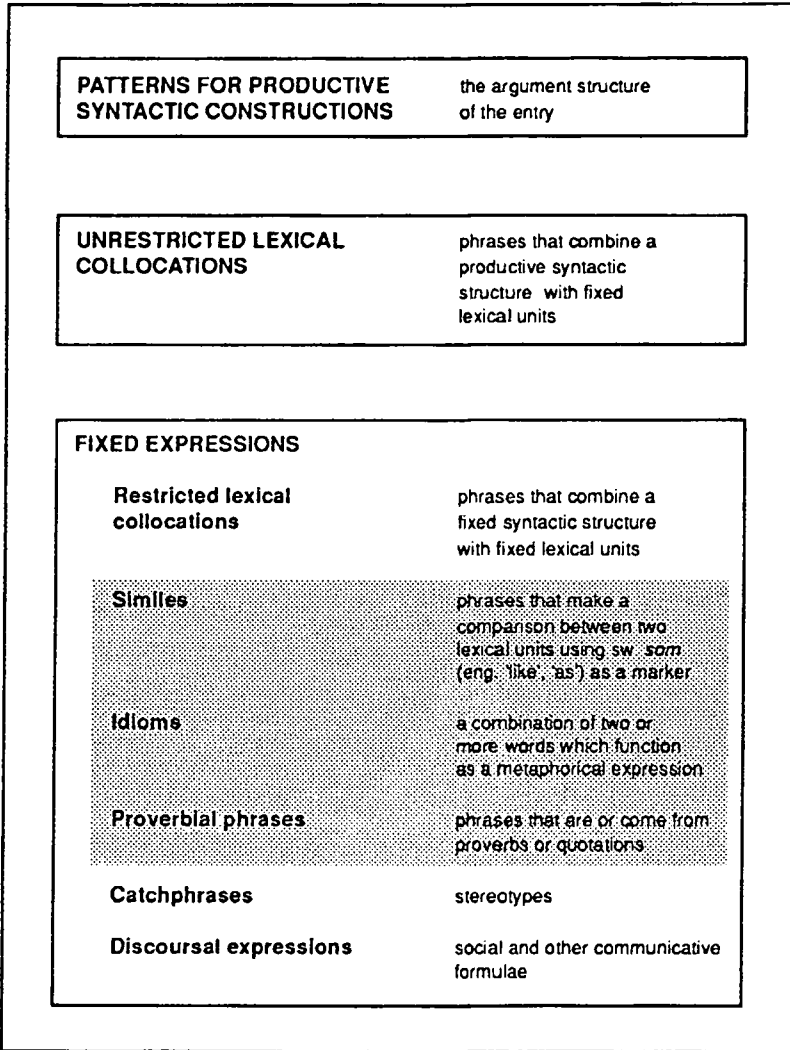 PATTERNS FOR PRODUCTIVE the argument structure
SYNTACTIC CONSTRUCTIONS of the entry
UNRESTRICTED LEXICAL phrases that combine a
COLLOCATIONS productive syntactic
structure with fixed
lexical units
FIXED EXPRESSIONS
Restricted lexical phrases that combine a
collocations fixed syntactic structure
with fixed lexical units
Similes phrases that make a
comparison between two
lexical units using sw. som
(eng. 'like', 'as') as a marker
Idioms a combination of two or
more words which function
as a metaphorical expression
Proverbial phrases phrases that are or come from
proverbs or quotations
Catchphrases stereotypes
Discoursal expressions social and other communicative
formulae